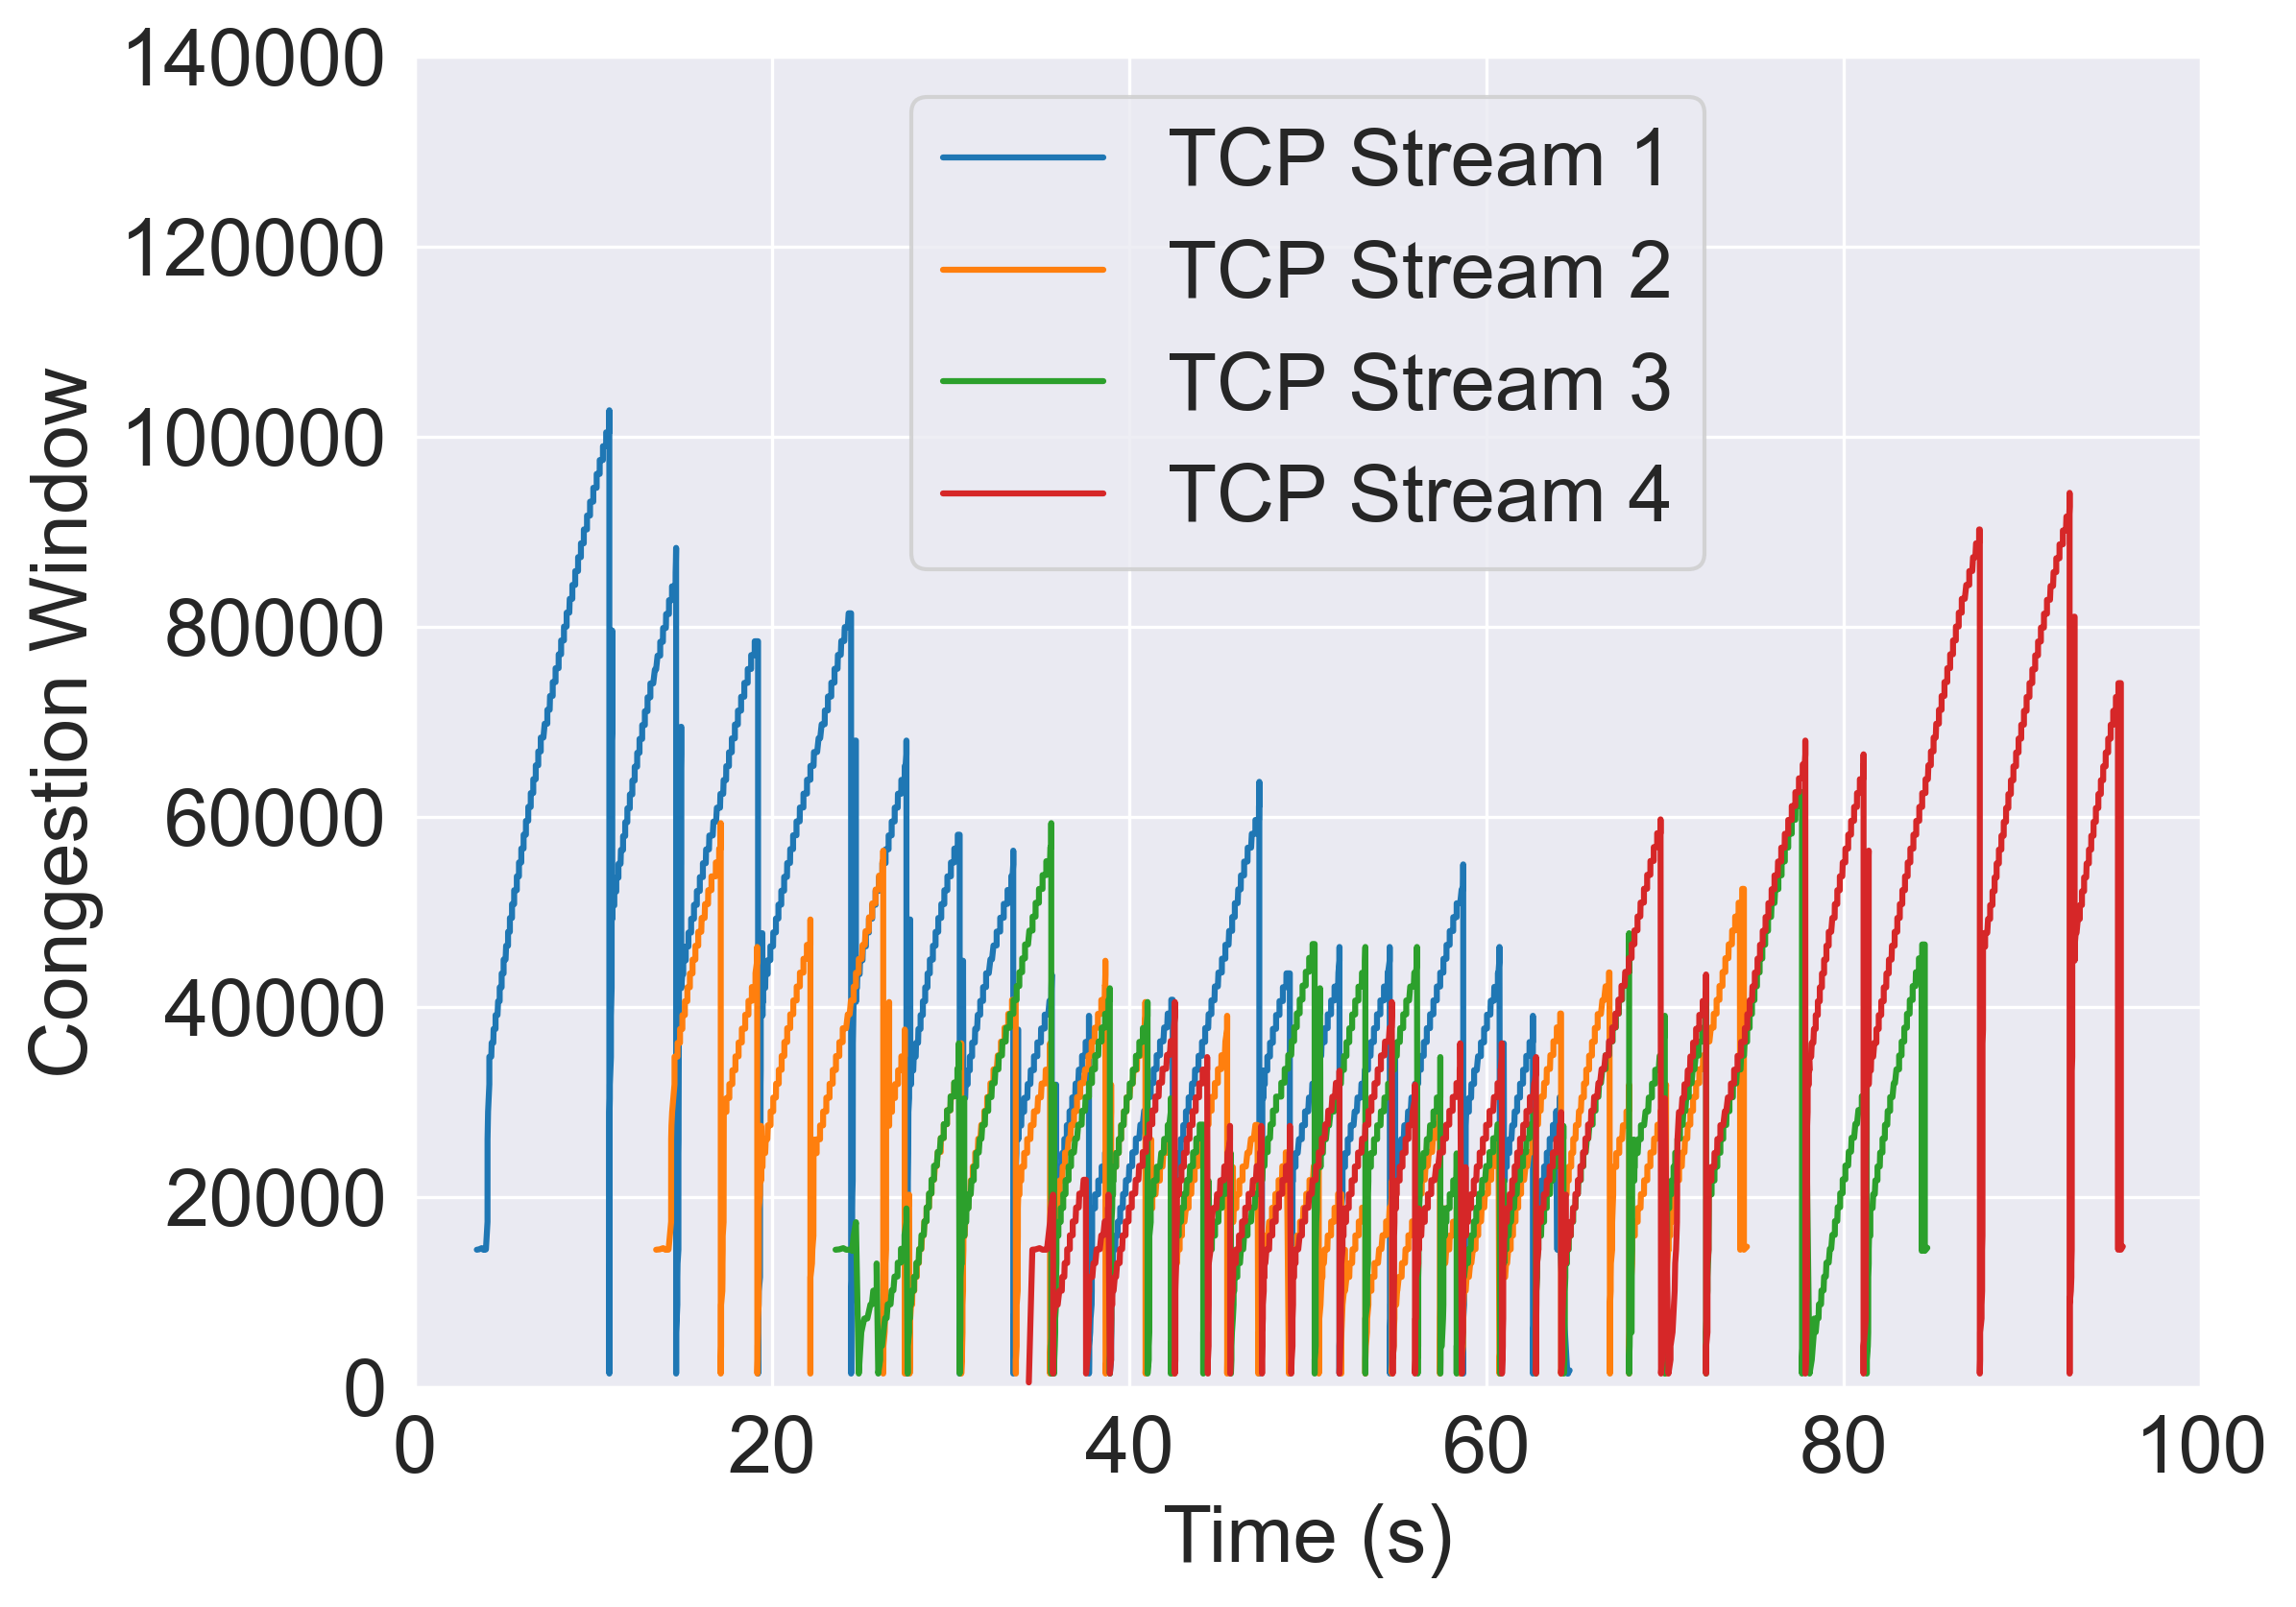 140000
120000
100000
80000
60000
40000
20000
0
Congestion Window
TCP Stream 1
TCP Stream 2
TCP Stream 3
TCP Stream 4
0 20 40 60 80 100
Time (s)